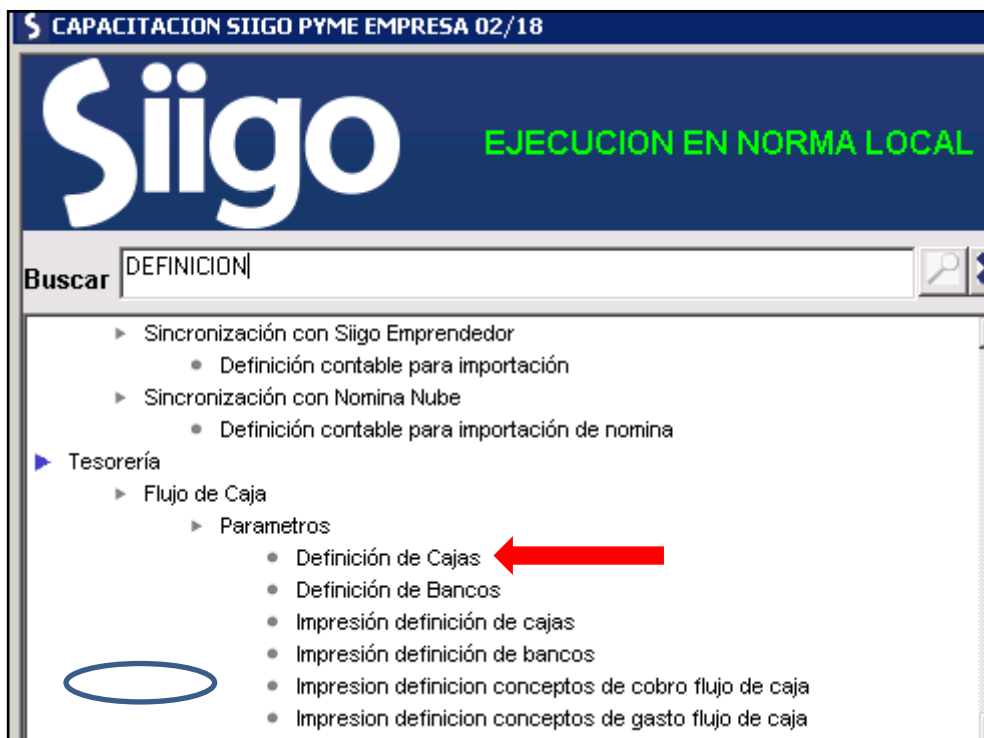 CAPACITACION SIIGO PYME EMPRESA 02/18
Siigo
EJECUCION EN NORMA LOCAL
Buscar DEFINICION
Sincronización con Siigo Emprendedor
Definición contable para importación
Sincronización con Nomina Nube
Definición contable para importación de nomina
Tesorería
Flujo de Caja
Parametros
Definición de Cajas
Definición de Bancos
Impresión definición de cajas
Impresión definición de bancos
Impresion definicion conceptos de cobro flujo de caja
Impresion definicion conceptos de gasto flujo de caja